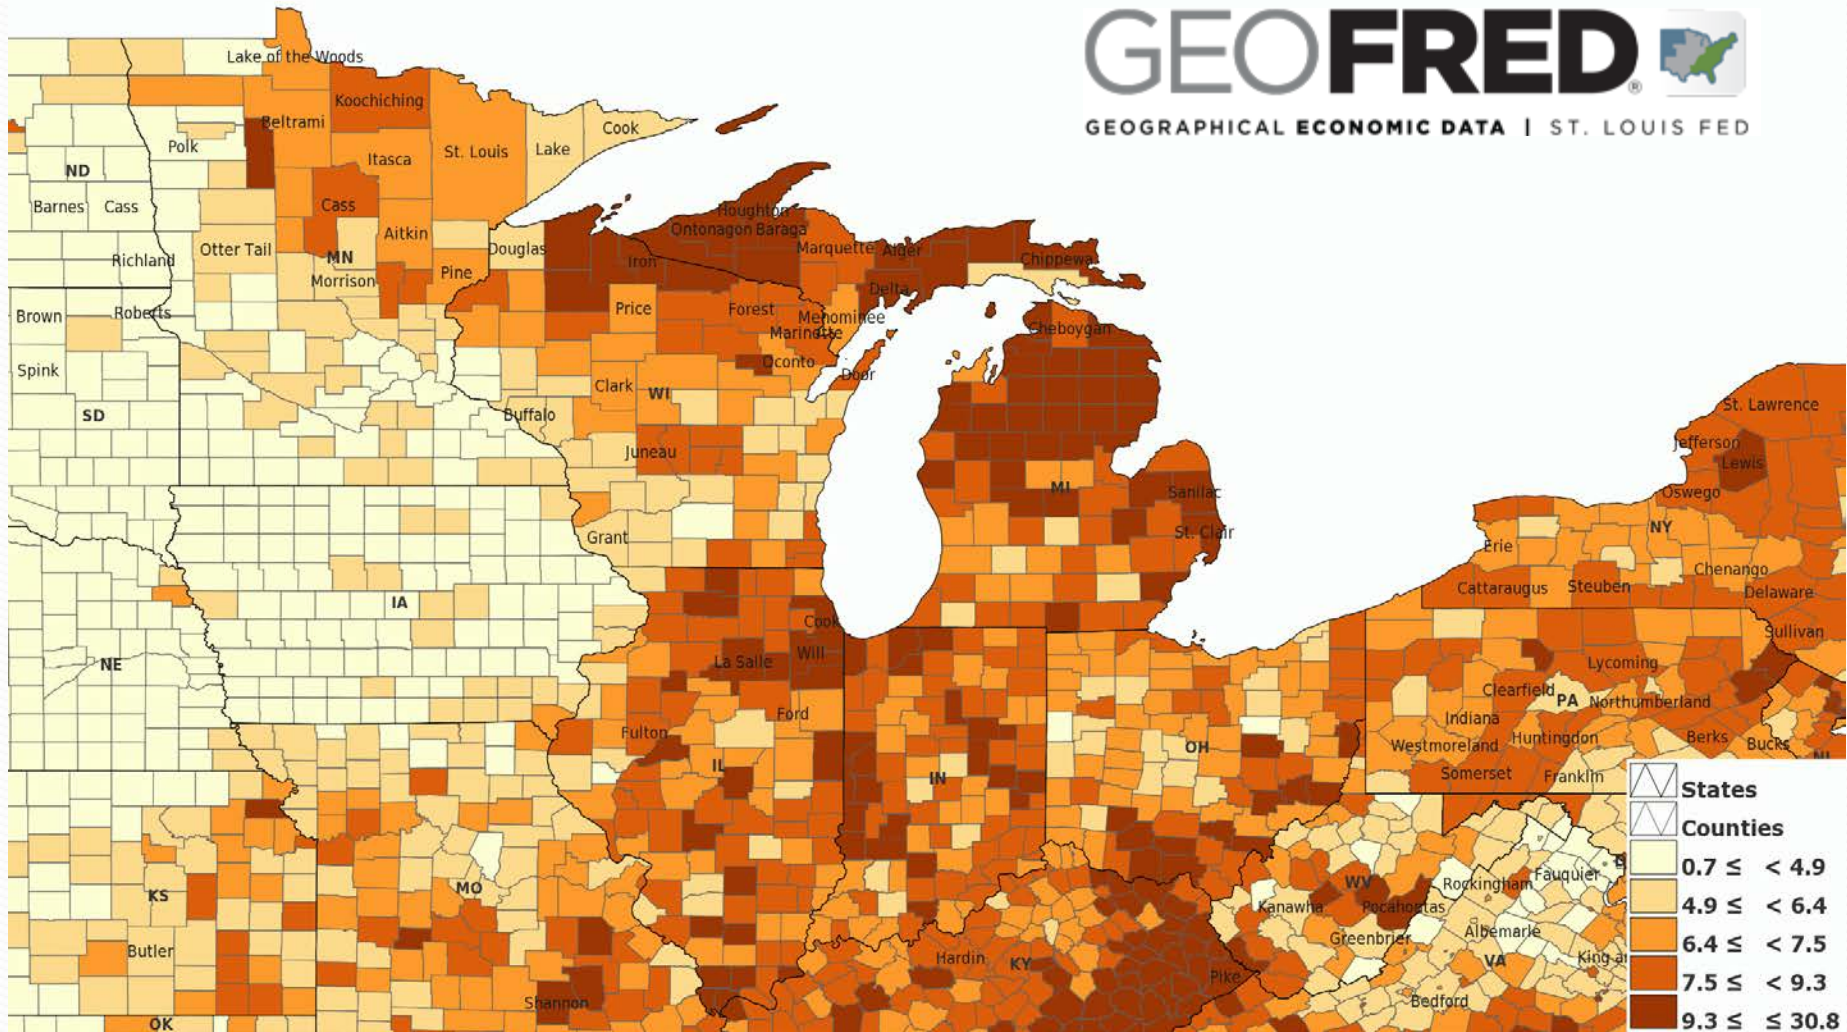 GEOFRED®
GEOGRAPHICAL ECONOMIC DATA | ST. LOUIS FED
Lake of the Woods
Koochiching
Beltrami
Cook
Polk
Itasca
St. Louis
Lake
ND
Barnes
Cass
Cass
Houghton
Ontonagon
Baraga
Otter Tail
Aitkin
Douglas
Marquette
Alger
Richland
MN
Iron
Chippewa
Morrison
Pine
Delta
Brown
Roberts
Price
Forest
Menominee
Marinette
Cheboygan
Spink
Oconto
Door
Clark
WI
SD
Buffalo
St. Lawrence
Juneau
Jefferson
Lewis
MI
Sanilac
Oswego
St. Clair
NY
Grant
Erie
Chenango
Cattaraugus
Steuben
Delaware
IA
Cook
Sullivan
NE
La Salle
Will
Lycoming
Clearfield
PA
Northumberland
Ford
Indiana
Fulton
Huntingdon
Berks
Bucks
Westmoreland
OH
NJ
IL
IN
Somerset
Franklin
States
Counties
0.7 ≤ < 4.9
KS
MO
WV
Rockingham
Fauquier
Kanawha
Pocahontas
4.9 ≤ < 6.4
Albemarle
Greenbrier
6.4 ≤ < 7.5
Butler
Hardin
KY
VA
King a
Pike
7.5 ≤ < 9.3
Shannon
Bedford
OK
9.3 ≤ ≤ 30.8